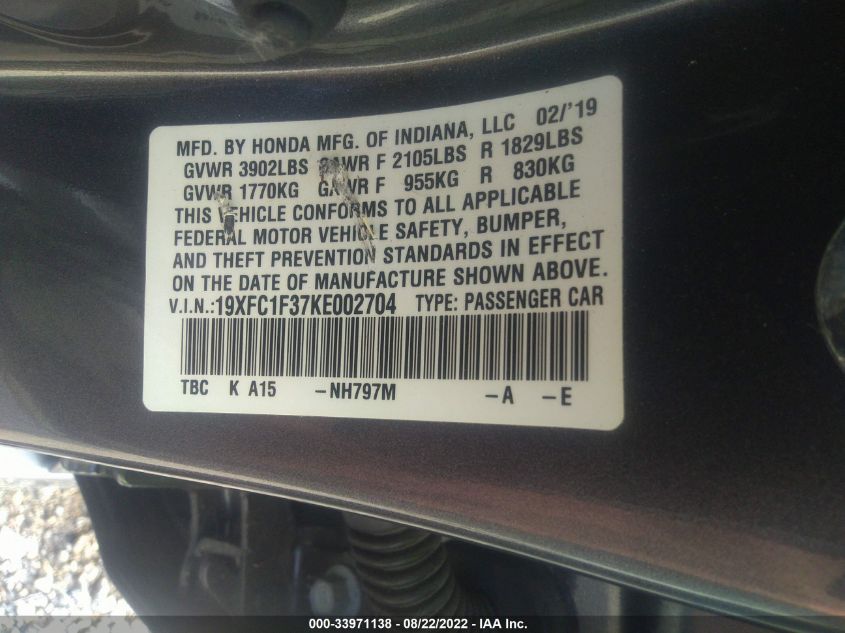 MFD. BY HONDA MFG. OF INDIANA, LLC 02/'19
GVWR 3902LBS GAWR F 2105LBS R 1829LBS
GVWR 1770KG GAWR F 955KG R 830KG
THIS VEHICLE CONFORMS TO ALL APPLICABLE
FEDERAL MOTOR VEHICLE SAFETY, BUMPER,
AND THEFT PREVENTION STANDARDS IN EFFECT
ON THE DATE OF MANUFACTURE SHOWN ABOVE.
V.I.N.:19XFC1F37KE002704 TYPE: PASSENGER CAR
TBC K A15 –NH797M –A –E
000-33971138 - 08/22/2022 - IAA Inc.